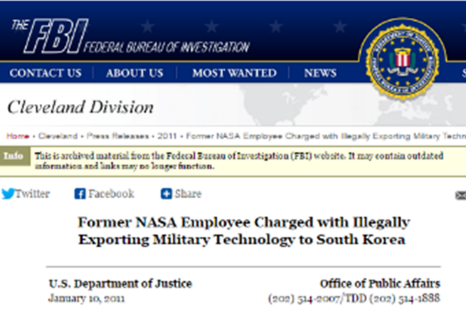 THE FBI FEDERAL BUREAU OF INVESTIGATION
CONTACT US ABOUT US MOST WANTED NEWS
Cleveland Division
Home • Cleveland • Press Releases • 2011 • Former NASA Employee Charged with Illegally Exporting Military Techn
Info This is archived material from the Federal Bureau of Investigation (FBI) website. It may contain outdated
information and links may no longer function.
Twitter Facebook Share
Former NASA Employee Charged with Illegally
Exporting Military Technology to South Korea
U.S. Department of Justice Office of Public Affairs
January 10, 2011 (202) 514-2007/TDD (202) 514-1888